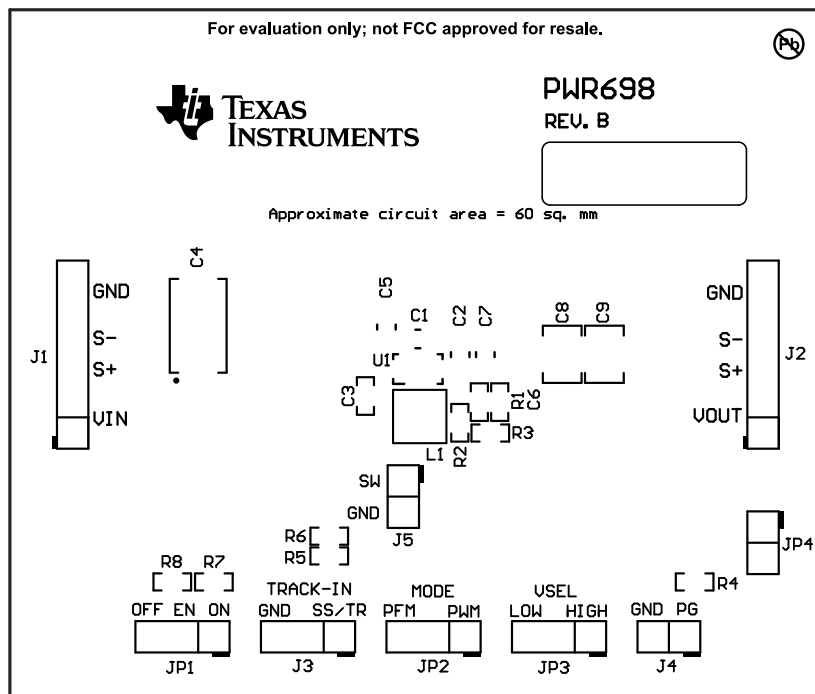 For evaluation only; not FCC approved for resale.
Pb
TEXAS
INSTRUMENTS
PWR698
REV. B
Approximate circuit area = 60 sq. mm
C4
C5
C1
C2
C7
C8
C9
J1
GND
S-
S+
VIN
U1
C3
L1
R2
R1
C6
R3
GND
S-
S+
VOUT
J2
SW
GND
J5
R6
R5
JP4
R8
R7
R4
OFF EN ON
JP1
TRACK-IN
GND SS/TR
J3
MODE
PFM PWM
JP2
VSEL
LOW HIGH
JP3
GND PG
J4